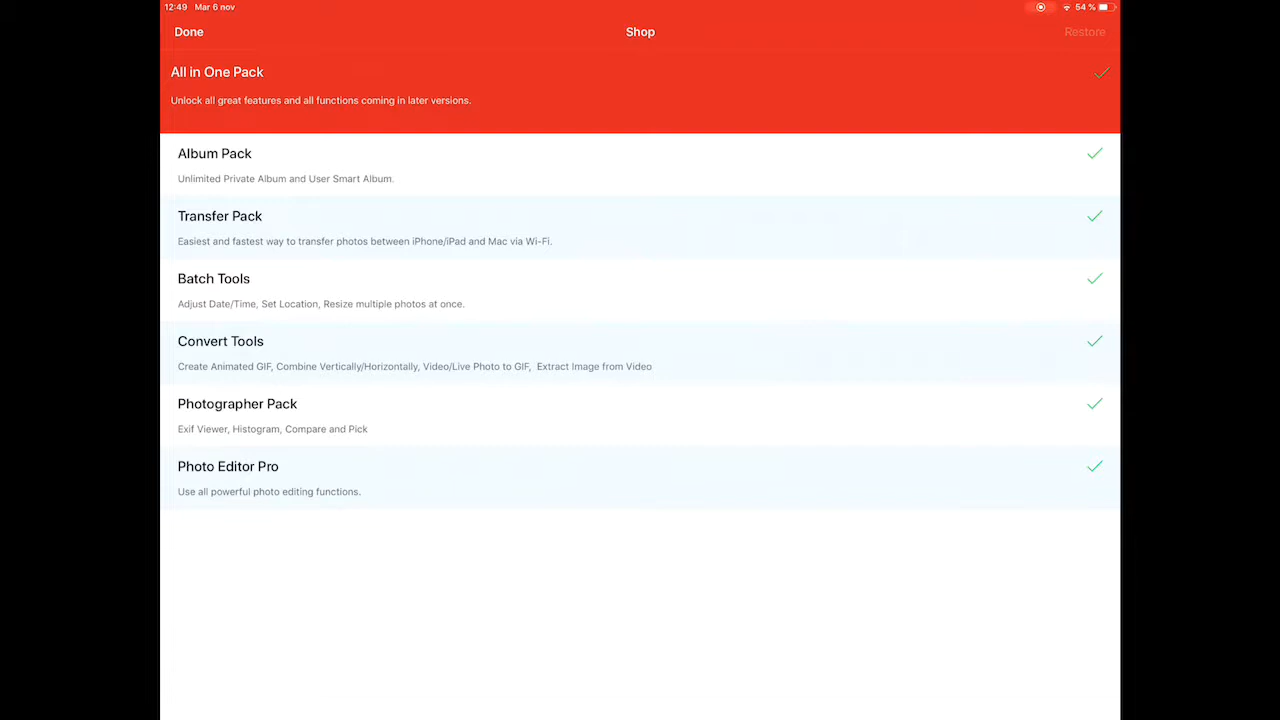 12:49 Mar 6 nov 54 %
Done Shop Restore
All in One Pack
Unlock all great features and all functions coming in later versions.
Album Pack
Unlimited Private Album and User Smart Album.
Transfer Pack
Easiest and fastest way to transfer photos between iPhone/iPad and Mac via Wi-Fi.
Batch Tools
Adjust Date/Time, Set Location, Resize multiple photos at once.
Convert Tools
Create Animated GIF, Combine Vertically/Horizontally, Video/Live Photo to GIF,  Extract Image from Video
Photographer Pack
Exif Viewer, Histogram, Compare and Pick
Photo Editor Pro
Use all powerful photo editing functions.